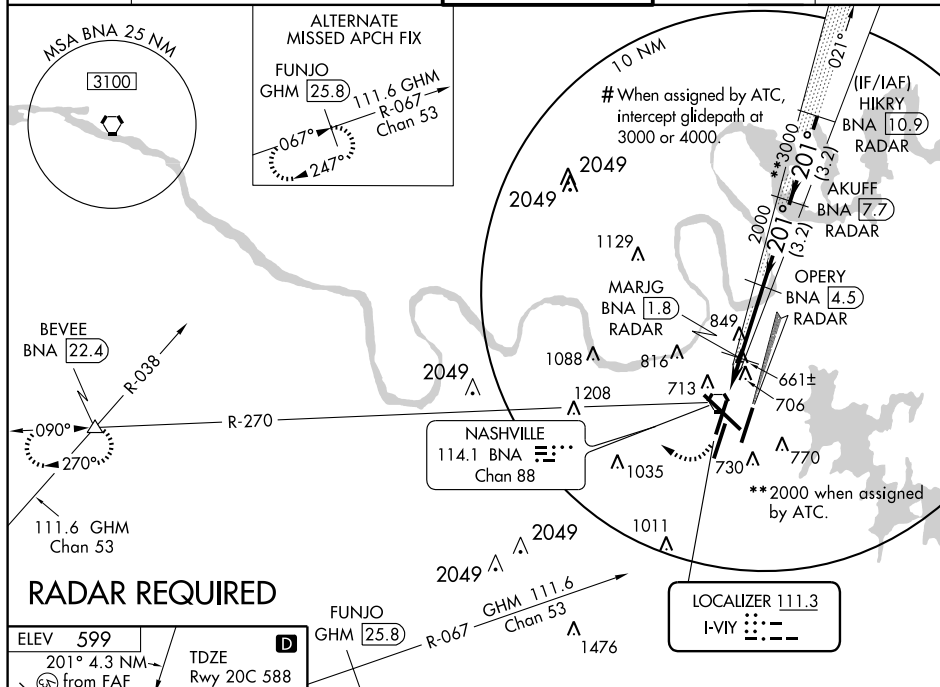 MSA BNA 25 NM
3100
ALTERNATE
MISSED APCH FIX
FUNJO
GHM 25.8
111.6 GHM
R-067
Chan 53
067°
247°
10 NM
# When assigned by ATC,
intercept glidepath at
3000 or 4000.
021°
(IF/IAF)
HIKRY
BNA 10.9
RADAR
**3000
201°
(3.2)
AKUFF
BNA 7.7
RADAR
2000
201°
(3.2)
OPERY
BNA 4.5
RADAR
2049
2049
1129
MARJG
BNA 1.8
RADAR
849
1088
816
661±
713
706
BEVEE
BNA 22.4
R-038
2049
1208
090°
R-270
270°
NASHVILLE
114.1 BNA
Chan 88
1035
730
770
**2000 when assigned
by ATC.
111.6 GHM
Chan 53
1011
2049
2049
RADAR REQUIRED
LOCALIZER 111.3
I-VIY
FUNJO
GHM 25.8
R-067
GHM 111.6
Chan 53
1476
ELEV 599
D
201° 4.3 NM
from FAF
TDZE
Rwy 20C 588